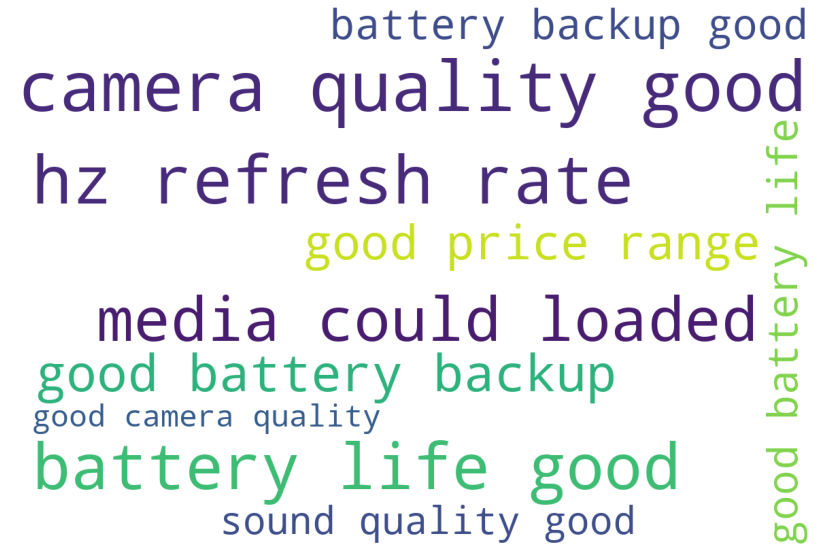 battery backup good
camera quality good
hz refresh rate
good price range
media could loaded
good battery backup
good camera quality
battery life good
sound quality good
good battery life